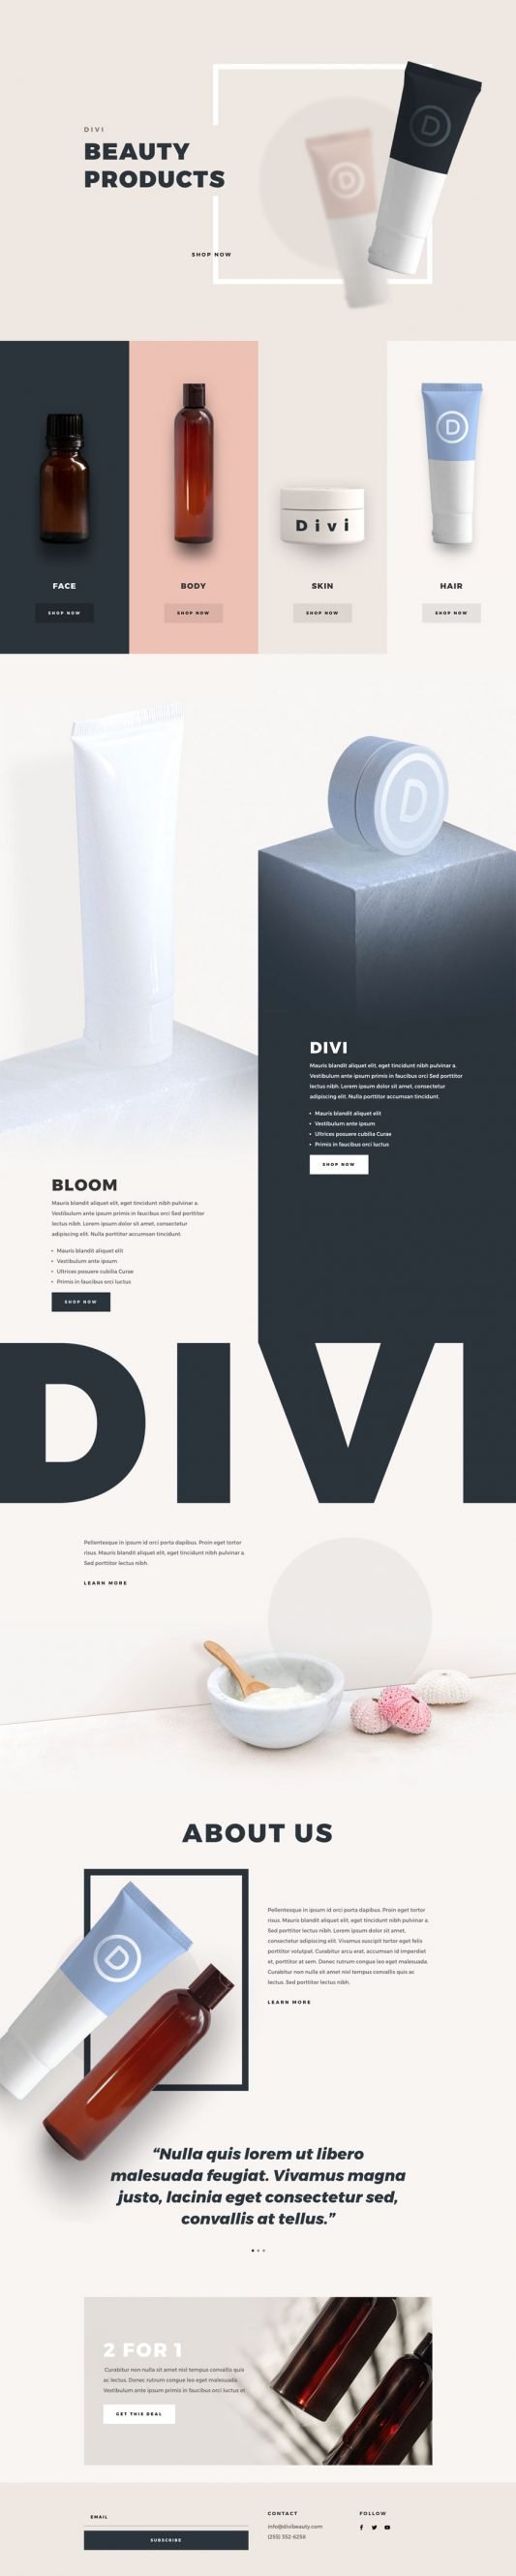 DIVI
BEAUTY
PRODUCTS
SHOP NOW
D
D
FACE
SHOP NOW
BODY
SHOP NOW
Divi
SKIN
SHOP NOW
D
HAIR
SHOP NOW
D
DIVI
Mauris blandit aliquet elit, eget tincidunt nibh pulvinar a.
Vestibulum ante ipsum primis in faucibus orci Sed porttitor
lectus nibh. Lorem ipsum dolor sit amet, consectetur
adipiscing elit. Nulla porttitor accumsan tincidunt.
• Mauris blandit aliquet elit
• Vestibulum ante ipsum
• Ultrices posuere cubilia Curae
• Primis in faucibus orci luctus
SHOP NOW
BLOOM
Mauris blandit aliquet elit, eget tincidunt nibh pulvinar a.
Vestibulum ante ipsum primis in faucibus orci Sed porttitor
lectus nibh. Lorem ipsum dolor sit amet, consectetur
adipiscing elit. Nulla porttitor accumsan tincidunt.
• Mauris blandit aliquet elit
• Vestibulum ante ipsum
• Ultrices posuere cubilia Curae
• Primis in faucibus orci luctus
SHOP NOW
DIVI
Pellentesque in ipsum id orci porta dapibus. Proin eget tortor
risus. Mauris blandit aliquet elit, eget tincidunt nibh pulvinar a.
Sed porttitor lectus nibh.
LEARN MORE
ABOUT US
D
Pellentesque in ipsum id orci porta dapibus. Proin eget tortor
risus. Mauris blandit aliquet elit, eget tincidunt nibh pulvinar a.
Sed porttitor lectus nibh. Lorem ipsum dolor sit amet,
consectetur adipiscing elit. Vivamus suscipit tortor eget felis
porttitor volutpat. Curabitur arcu erat, accumsan id imperdiet
et, porttitor at sem. Donec rutrum congue leo eget malesuada.
Curabitur non nulla sit amet nisl tempus convallis quis ac
lectus. Sed porttitor lectus nibh.
LEARN MORE
“Nulla quis lorem ut libero
malesuada feugiat. Vivamus magna
justo, lacinia eget consectetur sed,
convallis at tellus.”
2 FOR 1
Curabitur non nulla sit amet nisl tempus convallis quis
ac lectus. Donec rutrum congue leo eget malesuada.
Vestibulum ante ipsum primis in faucibus orci luctus et
GET THIS DEAL
EMAIL
SUBSCRIBE
CONTACT
info@divibeauty.com
(255) 352-6258
FOLLOW